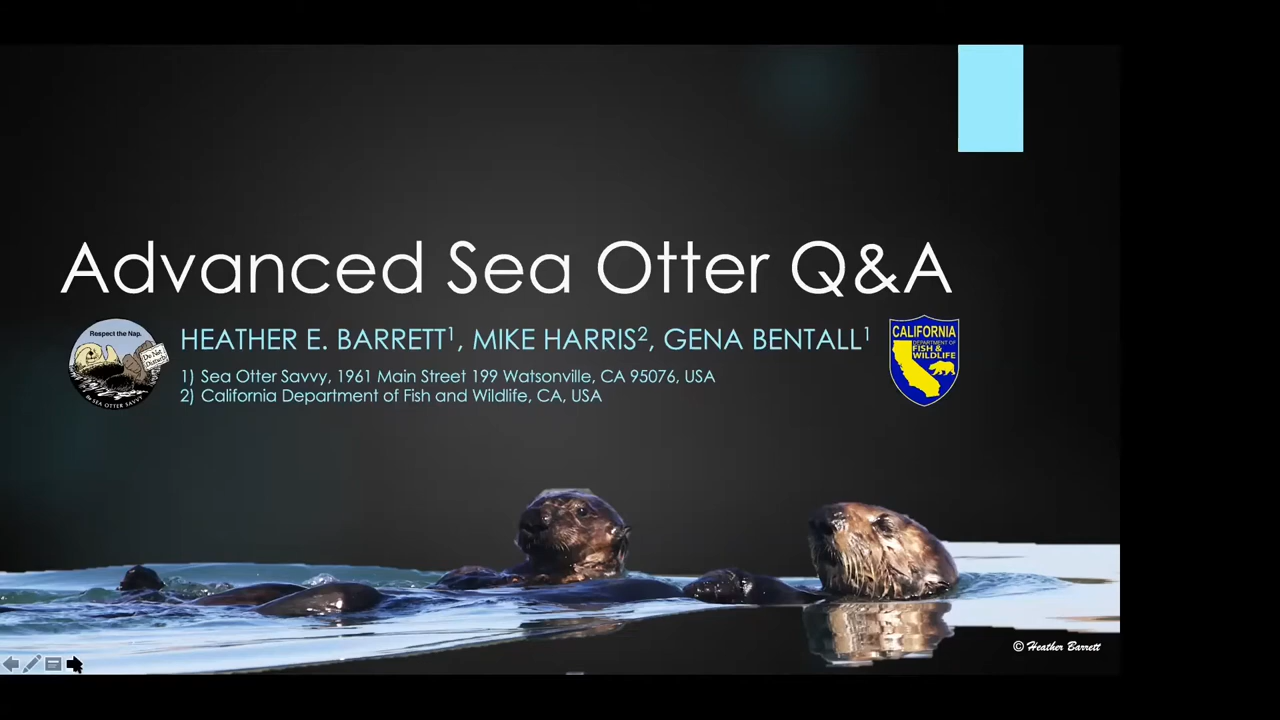 Advanced Sea Otter Q&A
HEATHER E. BARRETT¹, MIKE HARRIS², GENA BENTALL¹
1) Sea Otter Savvy, 1961 Main Street 199 Watsonville, CA 95076, USA
2) California Department of Fish and Wildlife, CA, USA
Respect the Nap.
Do Not
Disturb
Be SEA OTTER SAVVY
CALIFORNIA
DEPARTMENT OF
FISH &
WILDLIFE
© Heather Barrett